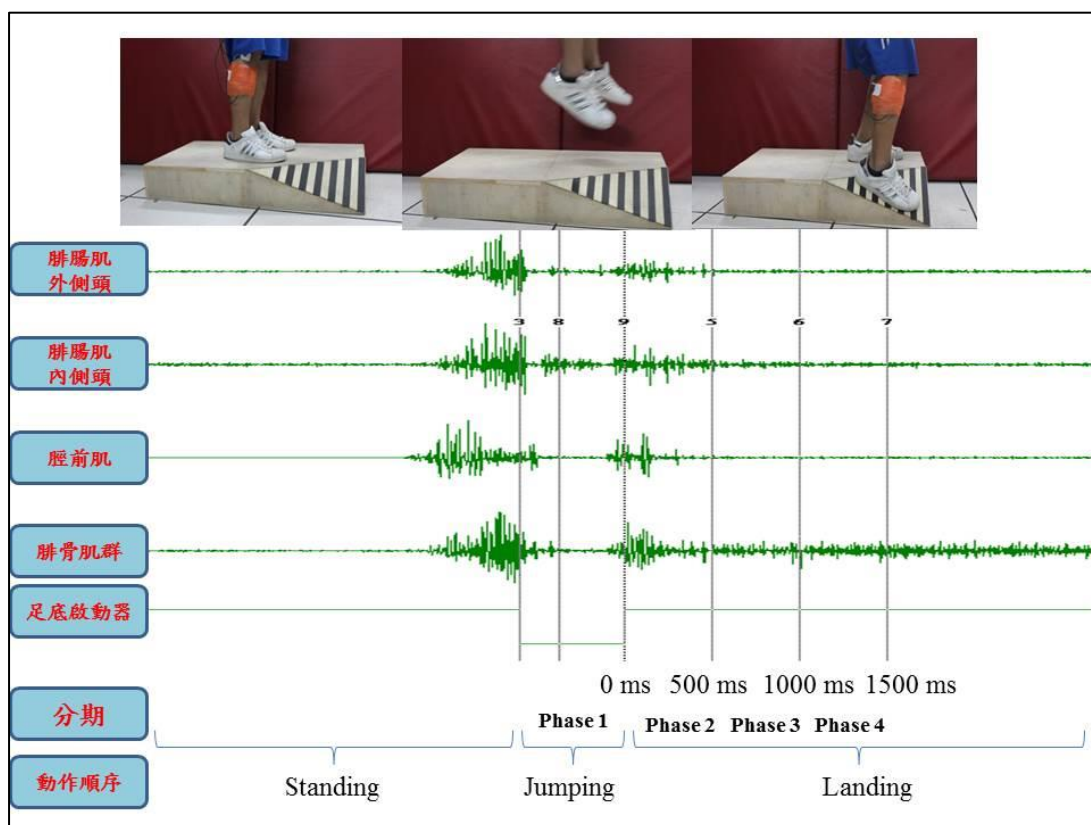 腓腸肌
外側頭
3 8 9 5 6 7
腓腸肌
內側頭
脛前肌
腓骨肌群
足底啟動器
0 ms 500 ms 1000 ms 1500 ms
分期
Phase 1 Phase 2 Phase 3 Phase 4
動作順序
Standing Jumping Landing